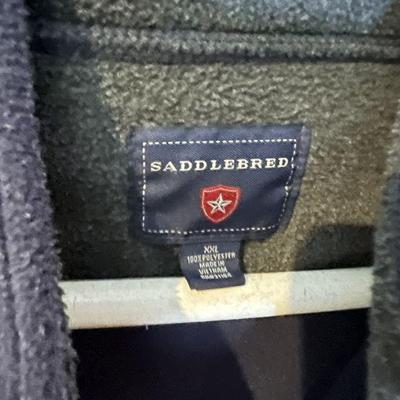 SADDLEBRED
XXL
100% POLYESTER
MADE IN
VIETNAM